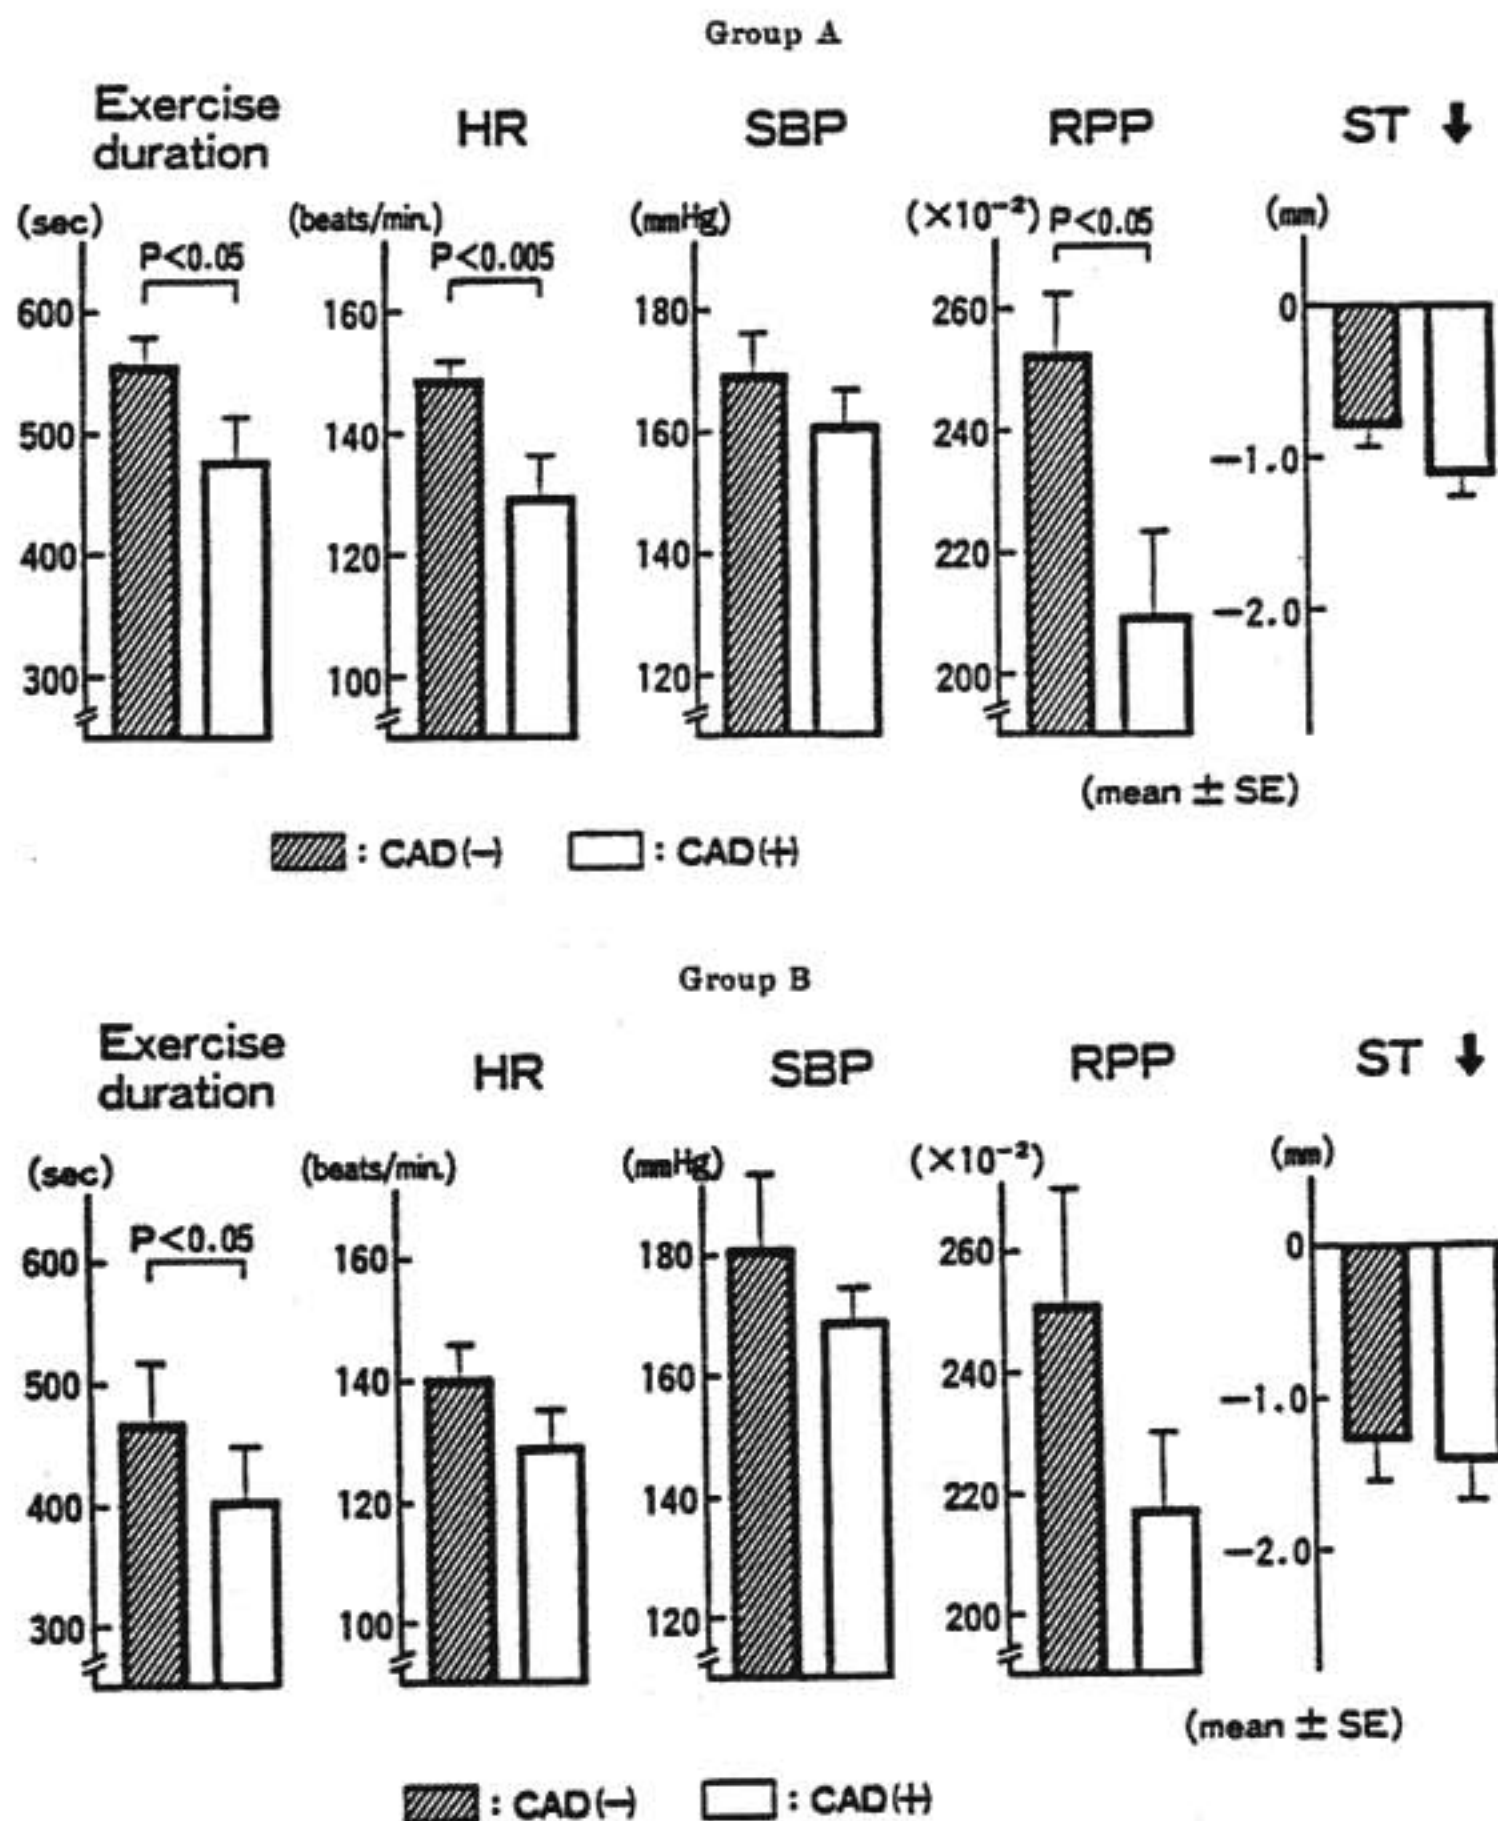 Group A
Exercise duration HR SBP RPP ST ↓
(sec) (beats/min.) (mmHg) (×10⁻²) (mm)
P<0.05 P<0.005 P<0.05
600 160 180 260 0
500 140 160 240 −1.0
400 120 140 220 −2.0
300 100 120 200
(mean ± SE)
: CAD(−) : CAD(+)
Group B
Exercise duration HR SBP RPP ST ↓
(sec) (beats/min.) (mmHg) (×10⁻²) (mm)
P<0.05
600 160 180 260 0
500 140 160 240 −1.0
400 120 140 220 −2.0
300 100 120 200
(mean ± SE)
: CAD(−) : CAD(+)